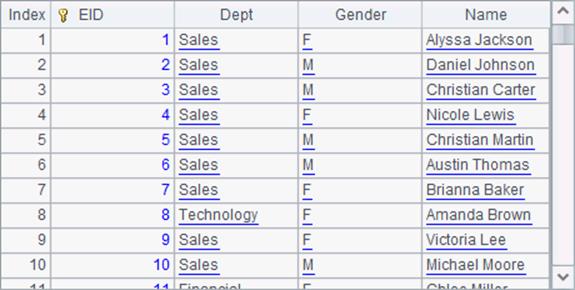 Index EID Dept Gender Name
1 1 Sales F Alyssa Jackson
2 2 Sales M Daniel Johnson
3 3 Sales M Christian Carter
4 4 Sales F Nicole Lewis
5 5 Sales M Christian Martin
6 6 Sales M Austin Thomas
7 7 Sales F Brianna Baker
8 8 Technology F Amanda Brown
9 9 Sales F Victoria Lee
10 10 Sales M Michael Moore
11 11 Financial F Chloe Miller